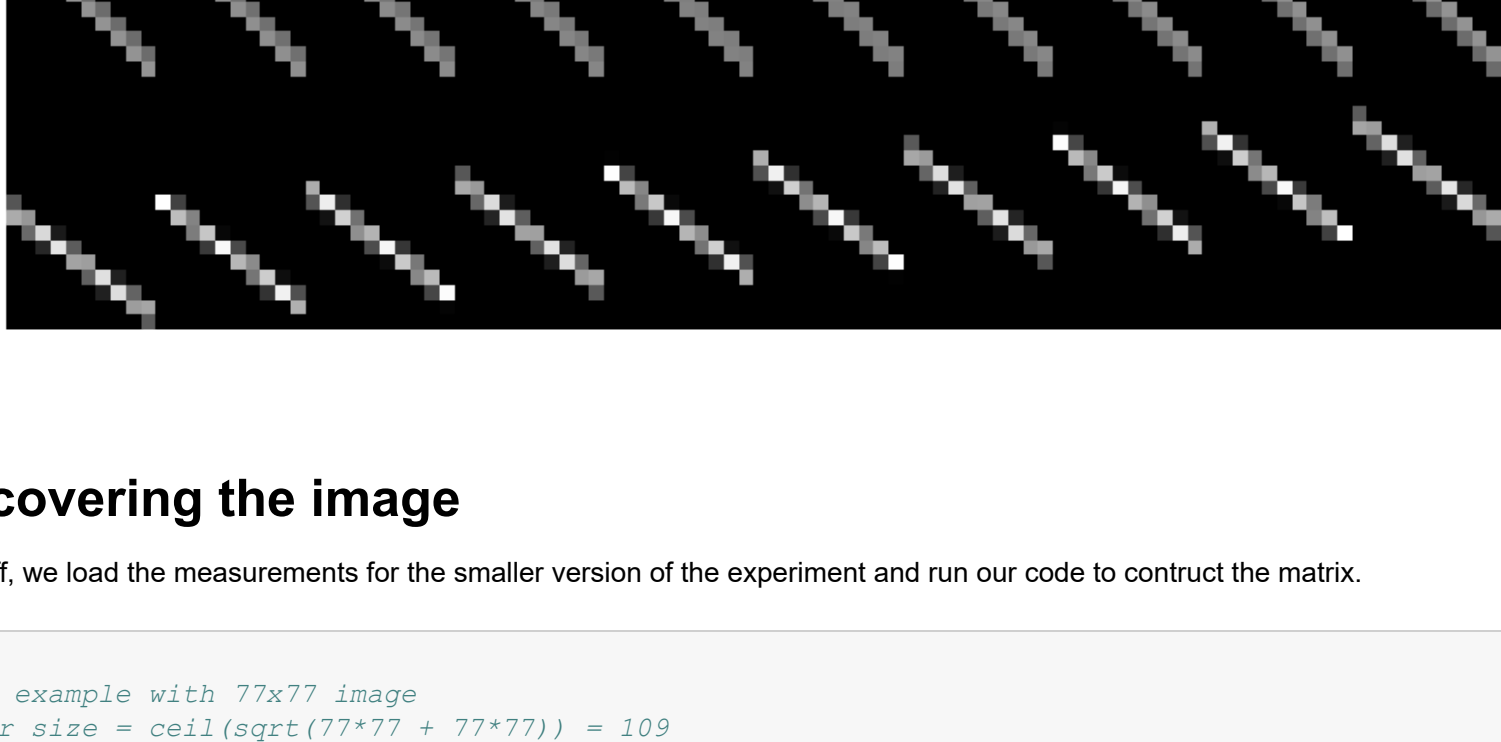 covering the image
f, we load the measurements for the smaller version of the experiment and run our code to contruct the matrix.
example with 77x77 image
r size = ceil(sqrt(77*77 + 77*77)) = 109